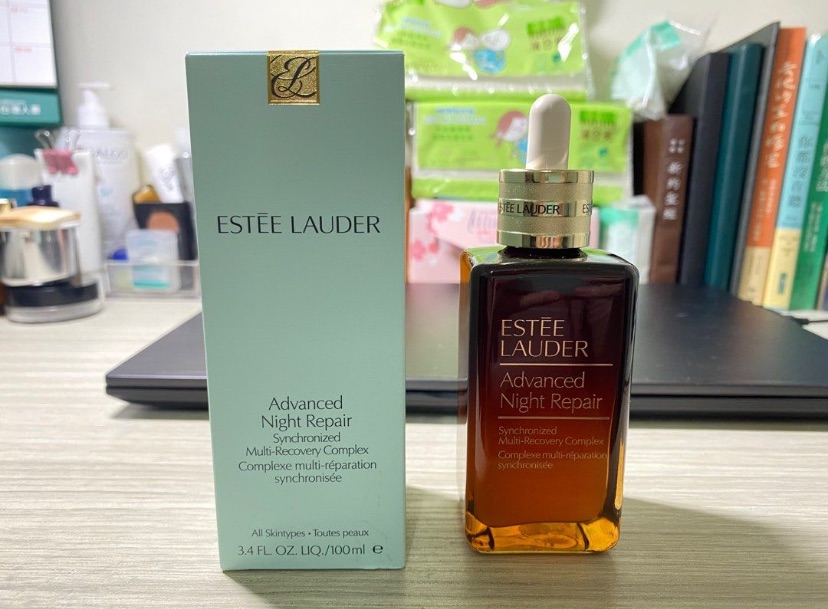 ESTĒE LAUDER
Advanced
Night Repair
Synchronized
Multi-Recovery Complex
Complexe multi-réparation
synchronisée
All Skintypes • Toutes peaux
3.4 FL. OZ. LIQ./100 ml ℮
ESTĒE LAUDER
ESTĒE
LAUDER
Advanced
Night Repair
Synchronized
Multi-Recovery Complex
Complexe multi-réparation
synchronisée